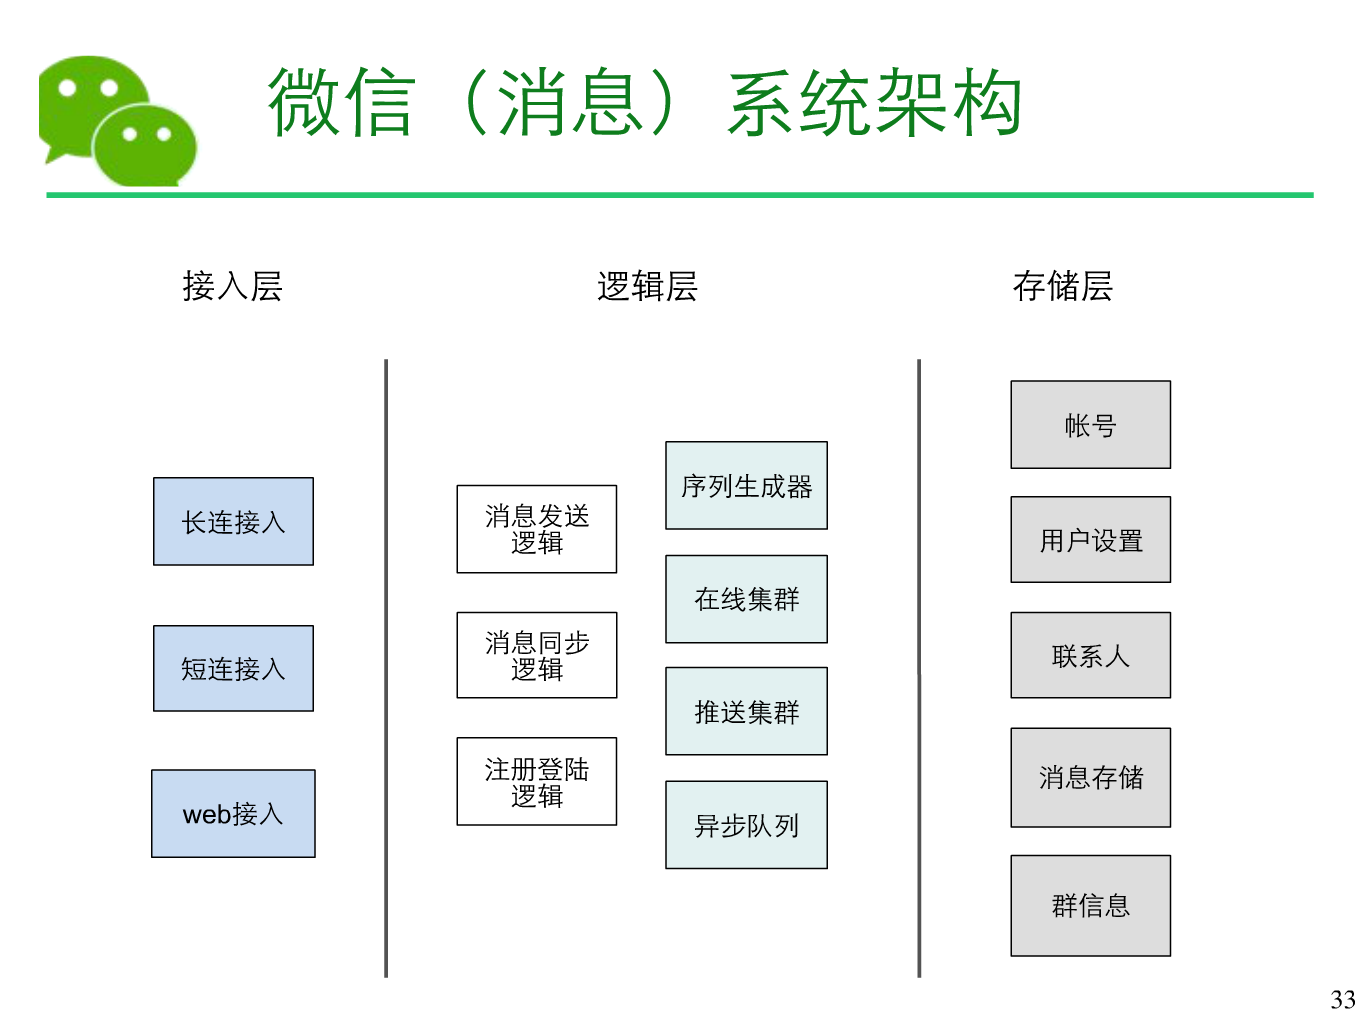 微信（消息）系统架构
接入层
逻辑层
存储层
长连接入
短连接入
web接入
消息发送
逻辑
消息同步
逻辑
注册登陆
逻辑
序列生成器
在线集群
推送集群
异步队列
帐号
用户设置
联系人
消息存储
群信息
33